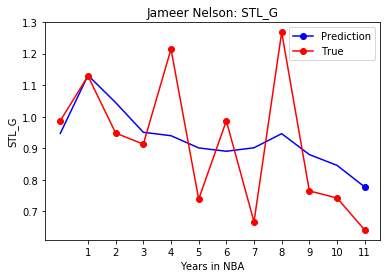 Jameer Nelson: STL_G
Prediction
True
STL_G
1.3
1.2
1.1
1.0
0.9
0.8
0.7
1 2 3 4 5 6 7 8 9 10 11
Years in NBA